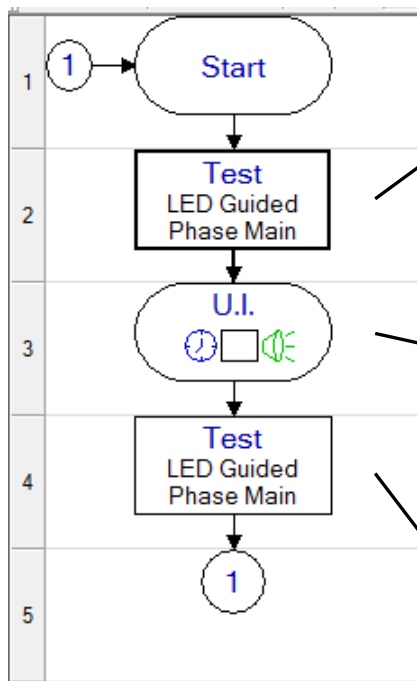 1
1
Start
2
Test
LED Guided
Phase Main
3
U.I.
4
Test
LED Guided
Phase Main
5
1